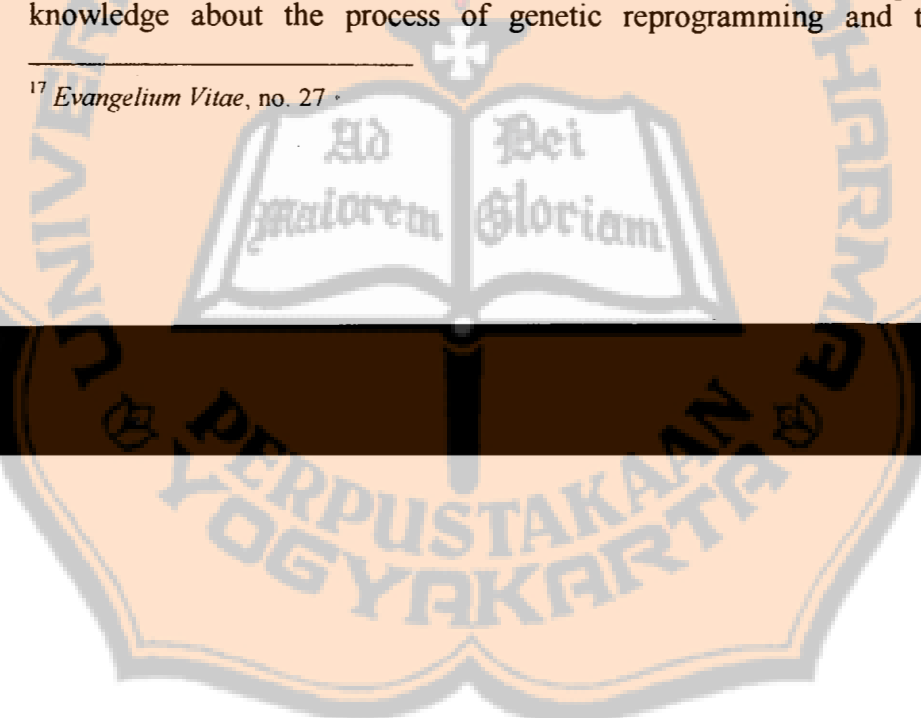 knowledge about the process of genetic reprogramming and
17 Evangelium Vitae, no. 27
Ad Dei
Maiorem Gloriam
PERPUSTAKAAN
YOGYAKARTA